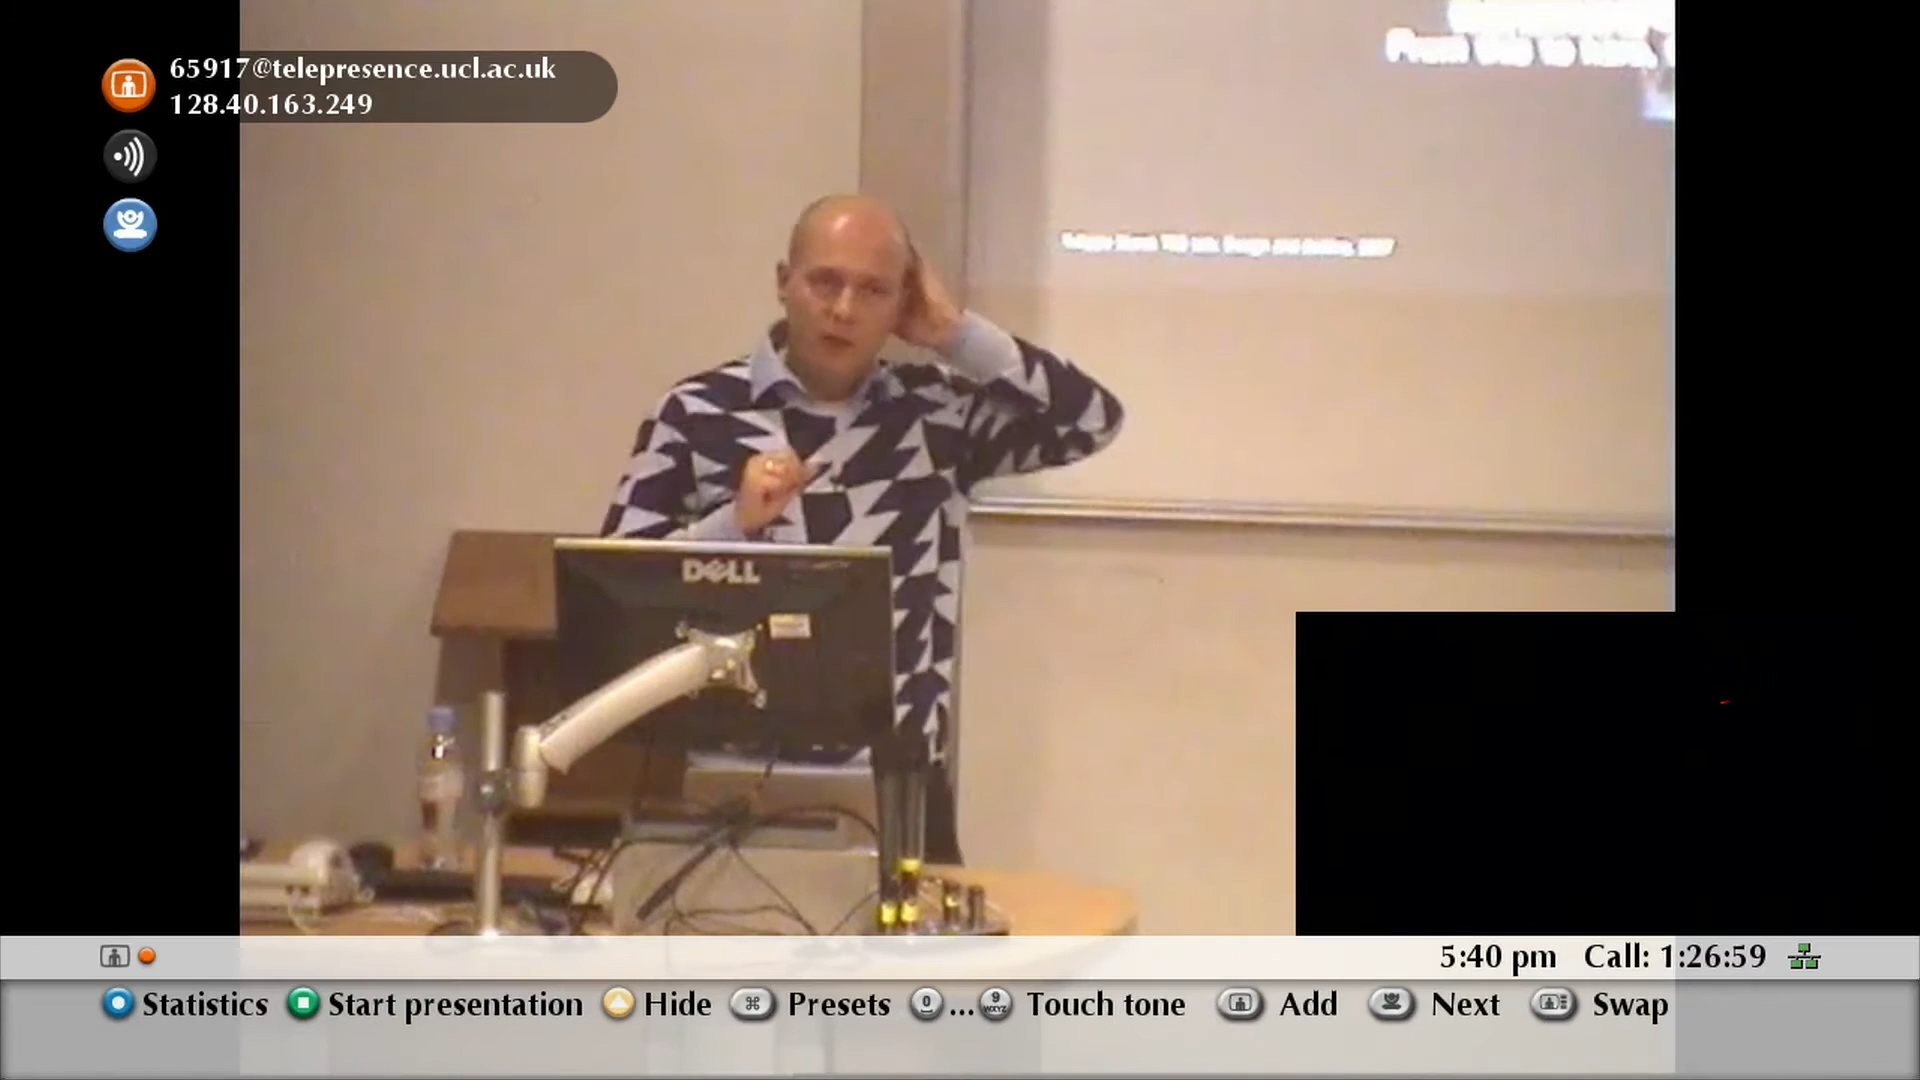 65917@telepresence.ucl.ac.uk
128.40.163.249
DELL
5:40 pm Call: 1:26:59
Statistics Start presentation Hide Presets 0 ... 9 WXYZ Touch tone Add Next Swap